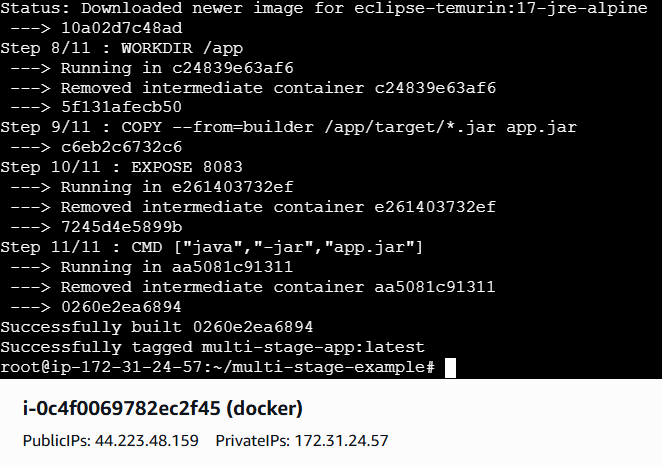 Status: Downloaded newer image for eclipse-temurin:17-jre-alpine
---> 10a02d7c48ad
Step 8/11 : WORKDIR /app
---> Running in c24839e63af6
---> Removed intermediate container c24839e63af6
---> 5f131afecb50
Step 9/11 : COPY --from=builder /app/target/*.jar app.jar
---> c6eb2c6732c6
Step 10/11 : EXPOSE 8083
---> Running in e261403732ef
---> Removed intermediate container e261403732ef
---> 7245d4e5899b
Step 11/11 : CMD ["java","-jar","app.jar"]
---> Running in aa5081c91311
---> Removed intermediate container aa5081c91311
---> 0260e2ea6894
Successfully built 0260e2ea6894
Successfully tagged multi-stage-app:latest
root@ip-172-31-24-57:~/multi-stage-example#
i-0c4f0069782ec2f45 (docker)
PublicIPs: 44.223.48.159 PrivateIPs: 172.31.24.57